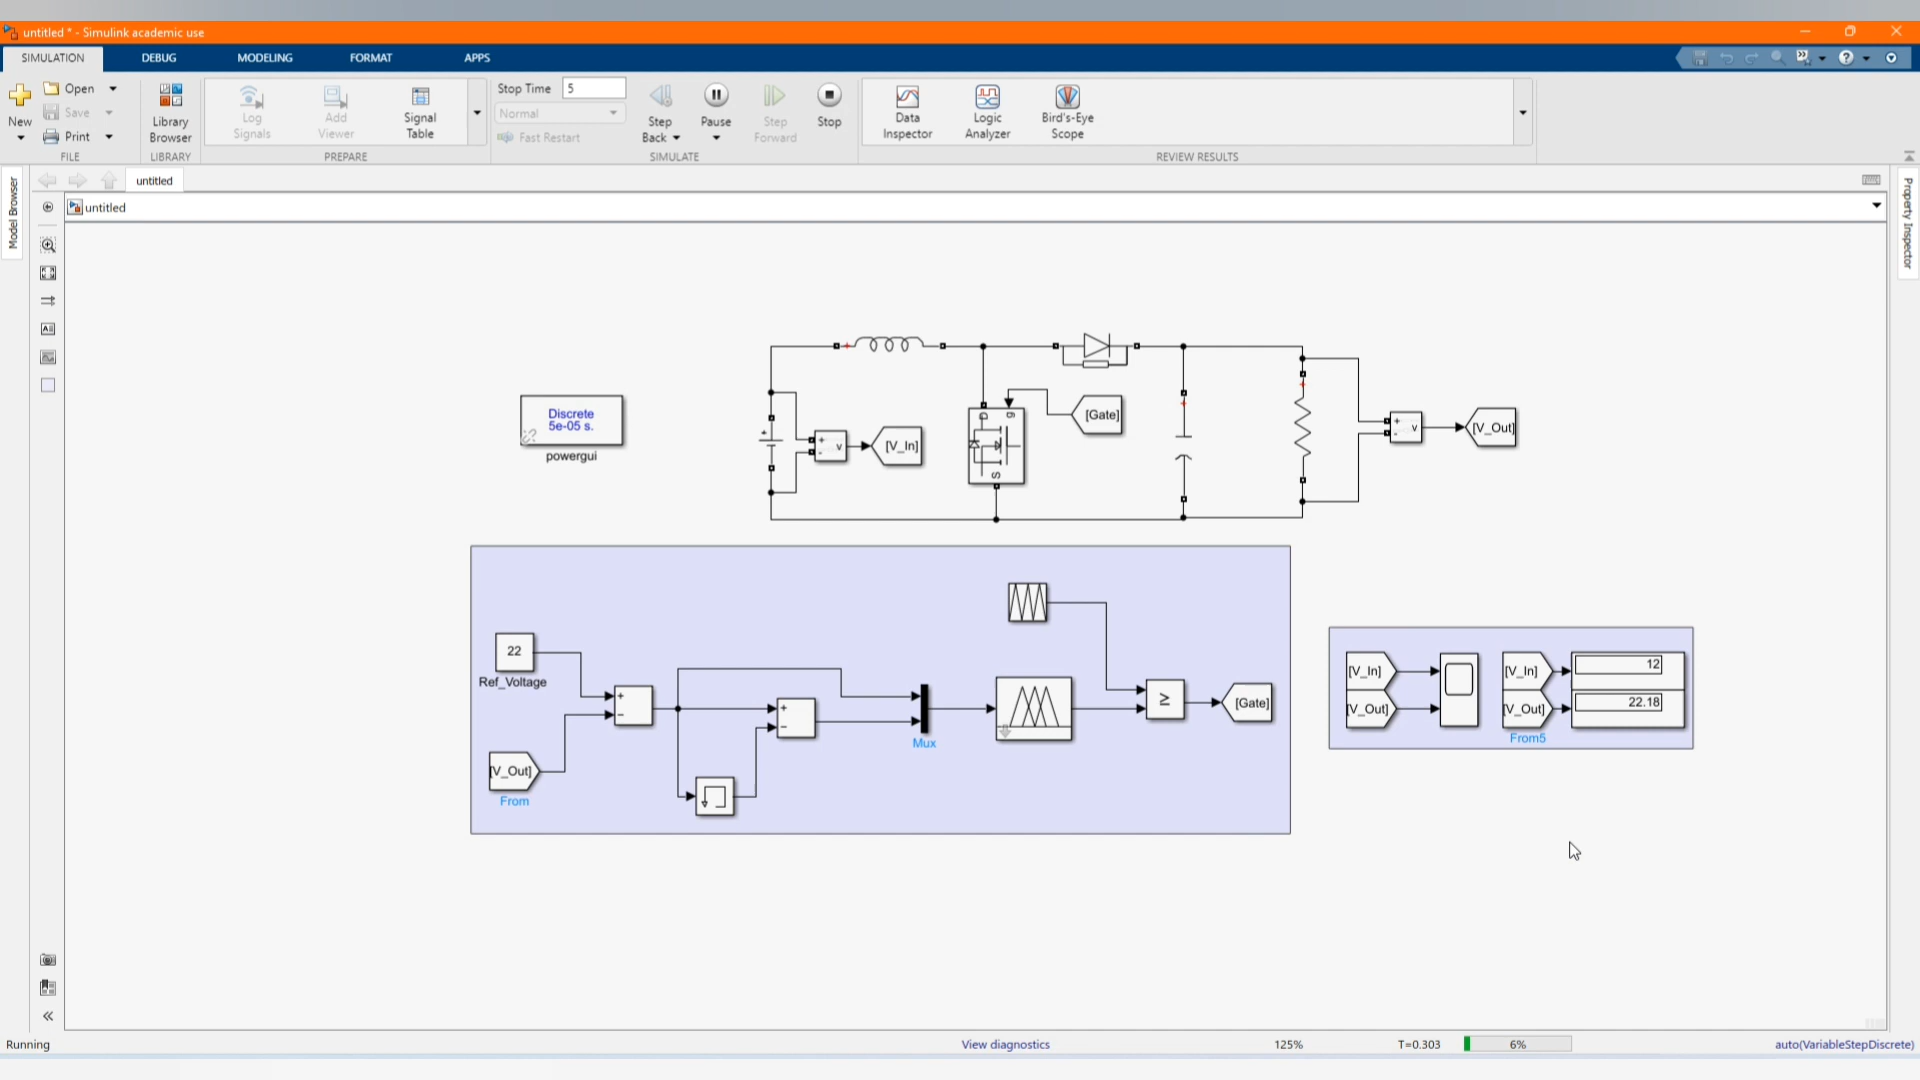 untitled * - Simulink academic use
SIMULATION DEBUG MODELING FORMAT APPS
New
Open
Save
Print
FILE
Library
Browser
LIBRARY
Log
Signals
Add
Viewer
Signal
Table
PREPARE
Stop Time 5
Normal
Fast Restart
Step
Back
Pause
Step
Forward
Stop
SIMULATE
Data
Inspector
Logic
Analyzer
Bird's-Eye
Scope
REVIEW RESULTS
untitled
untitled
Model Browser
Property Inspector
Discrete
5e-05 s.
powergui
+ - v
[V_In]
D g
S
[Gate]
+ - v
[V_Out]
22
Ref_Voltage
[V_Out]
From
+
−
+
−
Mux
≥
[Gate]
[V_In]
[V_Out]
[V_In]
[V_Out]
From5
12
22.18
Running View diagnostics 125% T=0.303 6% auto(VariableStepDiscrete)